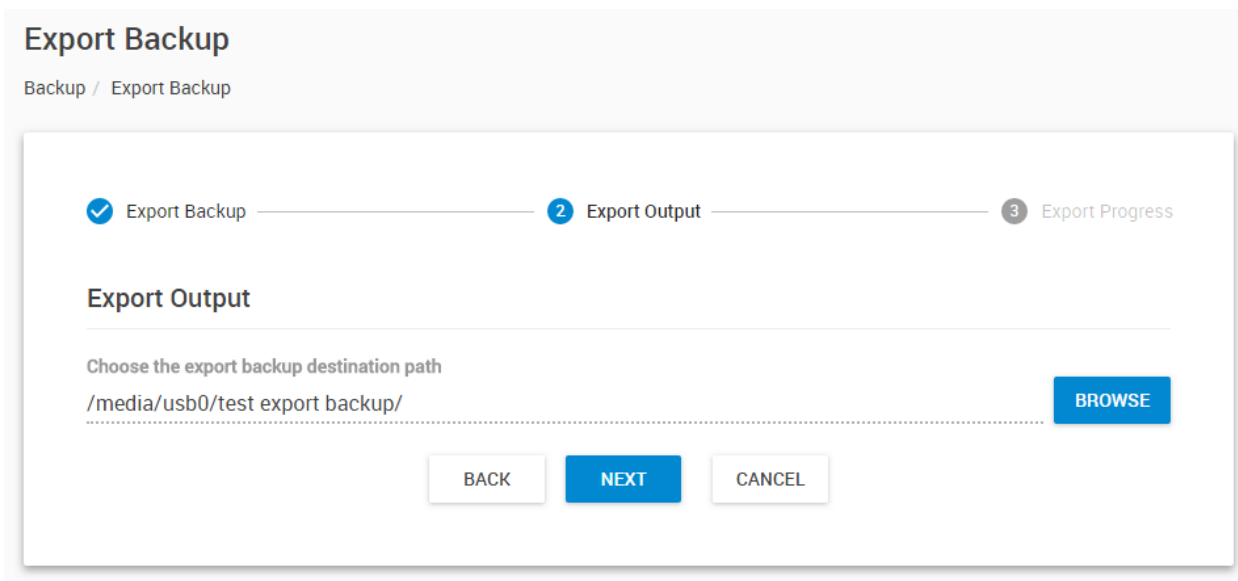 Export Backup
Backup / Export Backup
Export Backup 2 Export Output 3 Export Progress
Export Output
Choose the export backup destination path
/media/usb0/test export backup/
BROWSE
BACK NEXT CANCEL